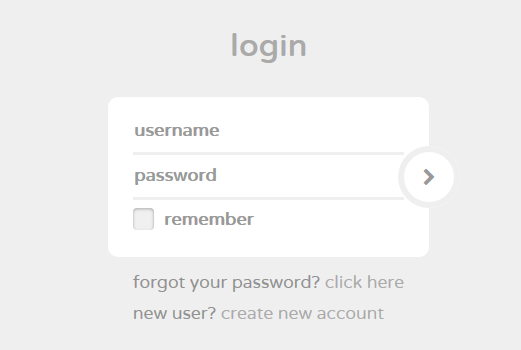 login
username
password
remember
forgot your password? click here
new user? create new account